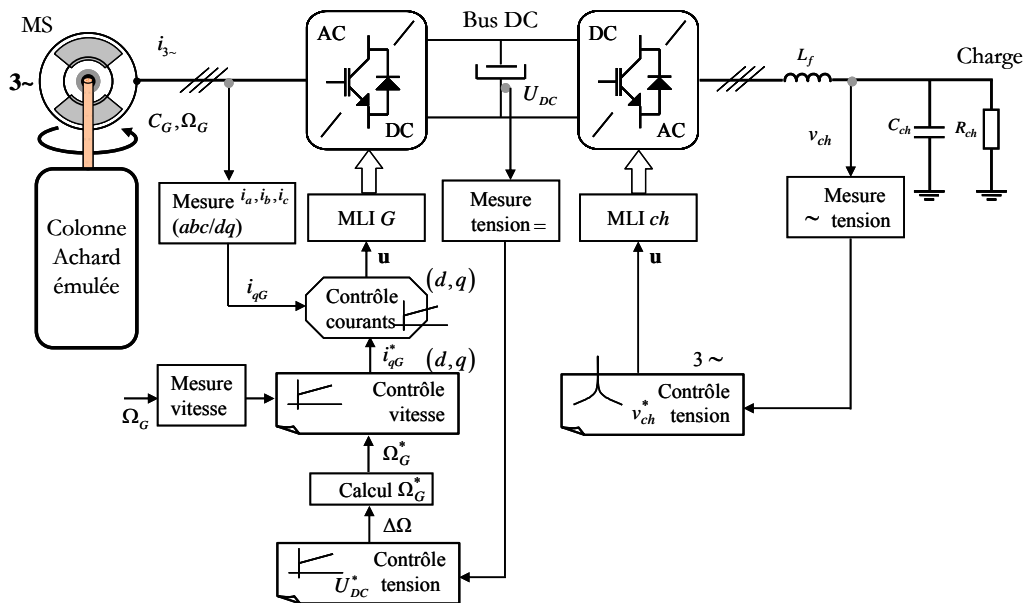 MS
3~
i3~
CG, ΩG
Colonne
Achard
émulée
AC
DC
Bus DC
UDC
DC
AC
Lf
Charge
vch
Cch
Rch
Mesure ia, ib, ic
(abc/dq)
MLI G
Mesure
tension =
MLI ch
Mesure
~ tension
u
u
iqG
Contrôle
courants
(d, q)
i*qG
(d, q)
Mesure
vitesse
ΩG
Contrôle
vitesse
3 ~
Contrôle
v*ch tension
Ω*G
Calcul Ω*G
ΔΩ
Contrôle
U*DC tension